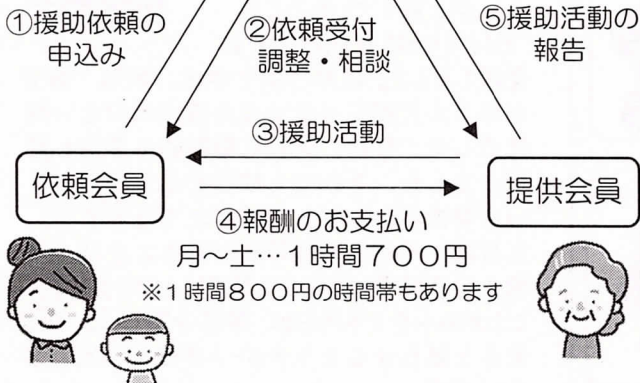 ①援助依頼の
申込み
②依頼受付
調整・相談
⑤援助活動の
報告
③援助活動
依頼会員
提供会員
④報酬のお支払い
月～土…1時間700円
※1時間800円の時間帯もあります